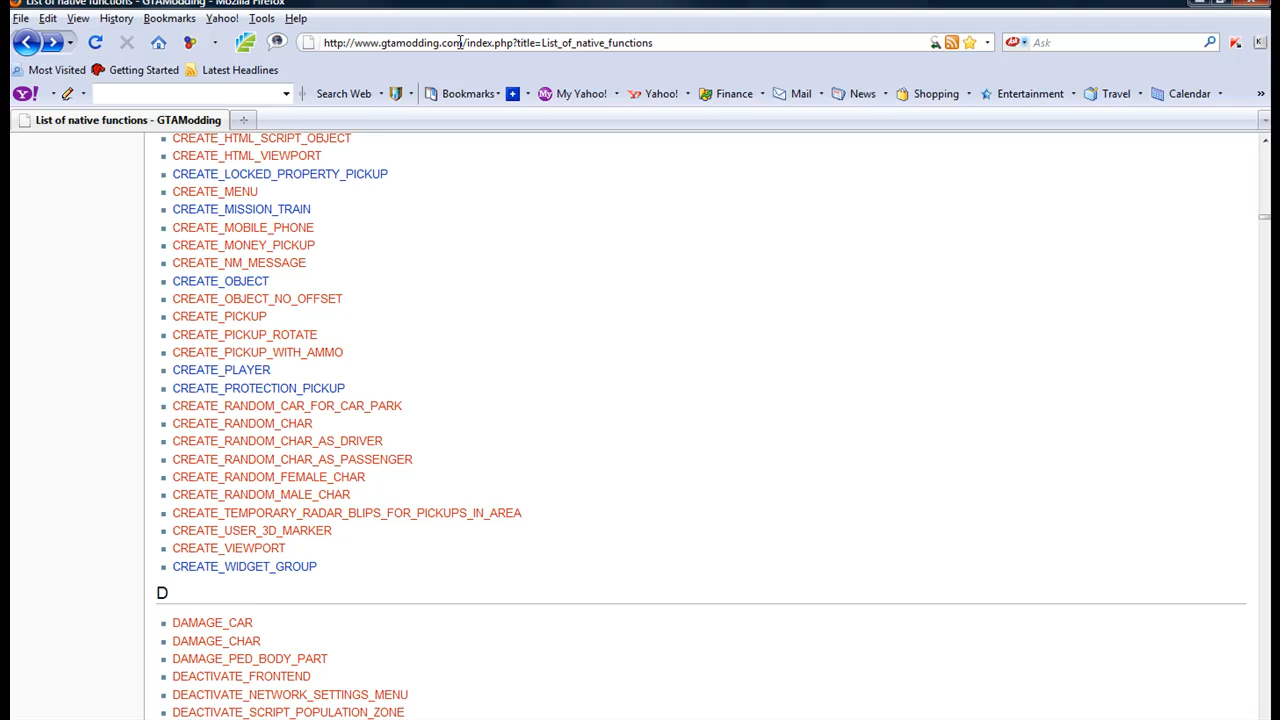 List of native functions - GTAModding - Mozilla Firefox
File Edit View History Bookmarks Yahoo! Tools Help
http://www.gtamodding.com/index.php?title=List_of_native_functions Ask
Most Visited Getting Started Latest Headlines
Y! Search Web Bookmarks My Yahoo! Yahoo! Finance Mail News Shopping Entertainment Travel Calendar »
List of native functions - GTAModding
CREATE_HTML_SCRIPT_OBJECT
CREATE_HTML_VIEWPORT
CREATE_LOCKED_PROPERTY_PICKUP
CREATE_MENU
CREATE_MISSION_TRAIN
CREATE_MOBILE_PHONE
CREATE_MONEY_PICKUP
CREATE_NM_MESSAGE
CREATE_OBJECT
CREATE_OBJECT_NO_OFFSET
CREATE_PICKUP
CREATE_PICKUP_ROTATE
CREATE_PICKUP_WITH_AMMO
CREATE_PLAYER
CREATE_PROTECTION_PICKUP
CREATE_RANDOM_CAR_FOR_CAR_PARK
CREATE_RANDOM_CHAR
CREATE_RANDOM_CHAR_AS_DRIVER
CREATE_RANDOM_CHAR_AS_PASSENGER
CREATE_RANDOM_FEMALE_CHAR
CREATE_RANDOM_MALE_CHAR
CREATE_TEMPORARY_RADAR_BLIPS_FOR_PICKUPS_IN_AREA
CREATE_USER_3D_MARKER
CREATE_VIEWPORT
CREATE_WIDGET_GROUP
D
DAMAGE_CAR
DAMAGE_CHAR
DAMAGE_PED_BODY_PART
DEACTIVATE_FRONTEND
DEACTIVATE_NETWORK_SETTINGS_MENU
DEACTIVATE_SCRIPT_POPULATION_ZONE